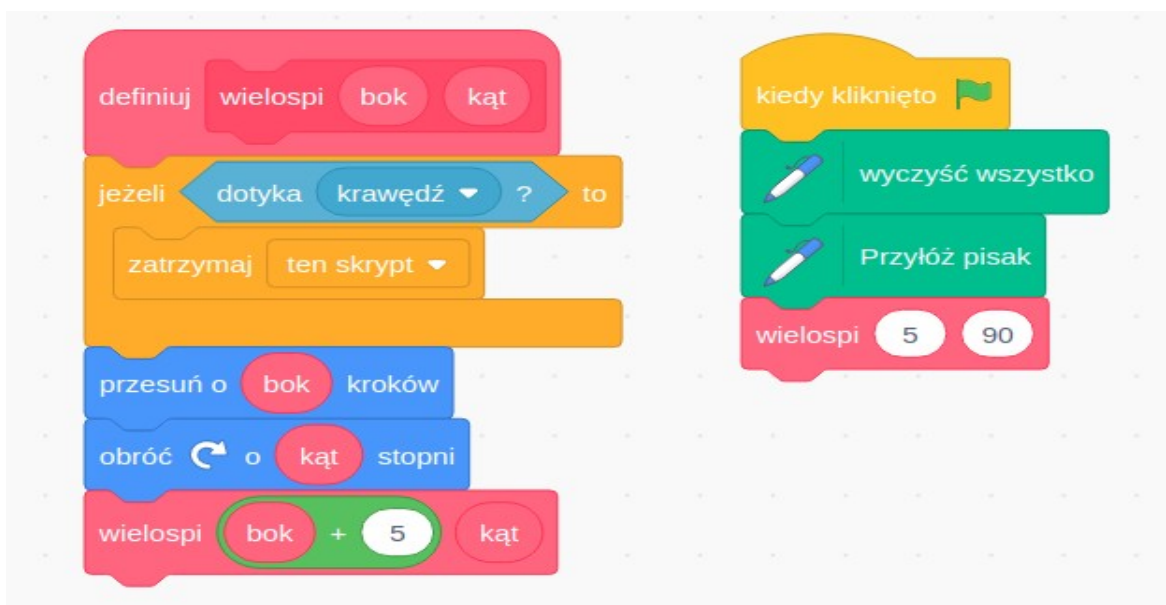 definiuj wielospi bok kąt
jeżeli dotyka krawędź ? to
zatrzymaj ten skrypt
przesuń o bok kroków
obróć o kąt stopni
wielospi bok + 5 kąt
kiedy kliknięto
wyczyść wszystko
Przyłóż pisak
wielospi 5 90